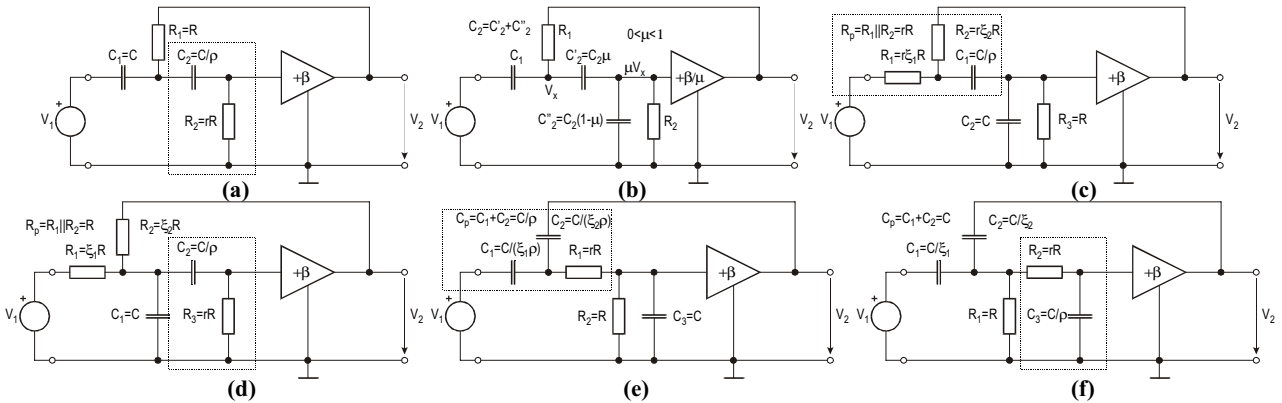 R₁=R
C₁=C
C₂=C/ρ
+β
R₂=rR
+
V₁
V₂
(a)
C₂=C'₂+C"₂
R₁
0<μ<1
C₁
C'₂=C₂μ
μVₓ
Vₓ
+β/μ
C"₂=C₂(1-μ)
R₂
+
V₁
V₂
(b)
Rₚ=R₁||R₂=rR
R₂=rξ₂R
R₁=rξ₁R
C₁=C/ρ
+β
C₂=C
R₃=R
+
V₁
V₂
(c)
Rₚ=R₁||R₂=R
R₂=ξ₂R
R₁=ξ₁R
C₂=C/ρ
+β
C₁=C
R₃=rR
+
V₁
V₂
(d)
Cₚ=C₁+C₂=C/ρ
C₂=C/(ξ₂ρ)
C₁=C/(ξ₁ρ)
R₁=rR
+β
R₂=R
C₃=C
+
V₁
V₂
(e)
Cₚ=C₁+C₂=C
C₂=C/ξ₂
C₁=C/ξ₁
R₂=rR
+β
R₁=R
C₃=C/ρ
+
V₁
V₂
(f)